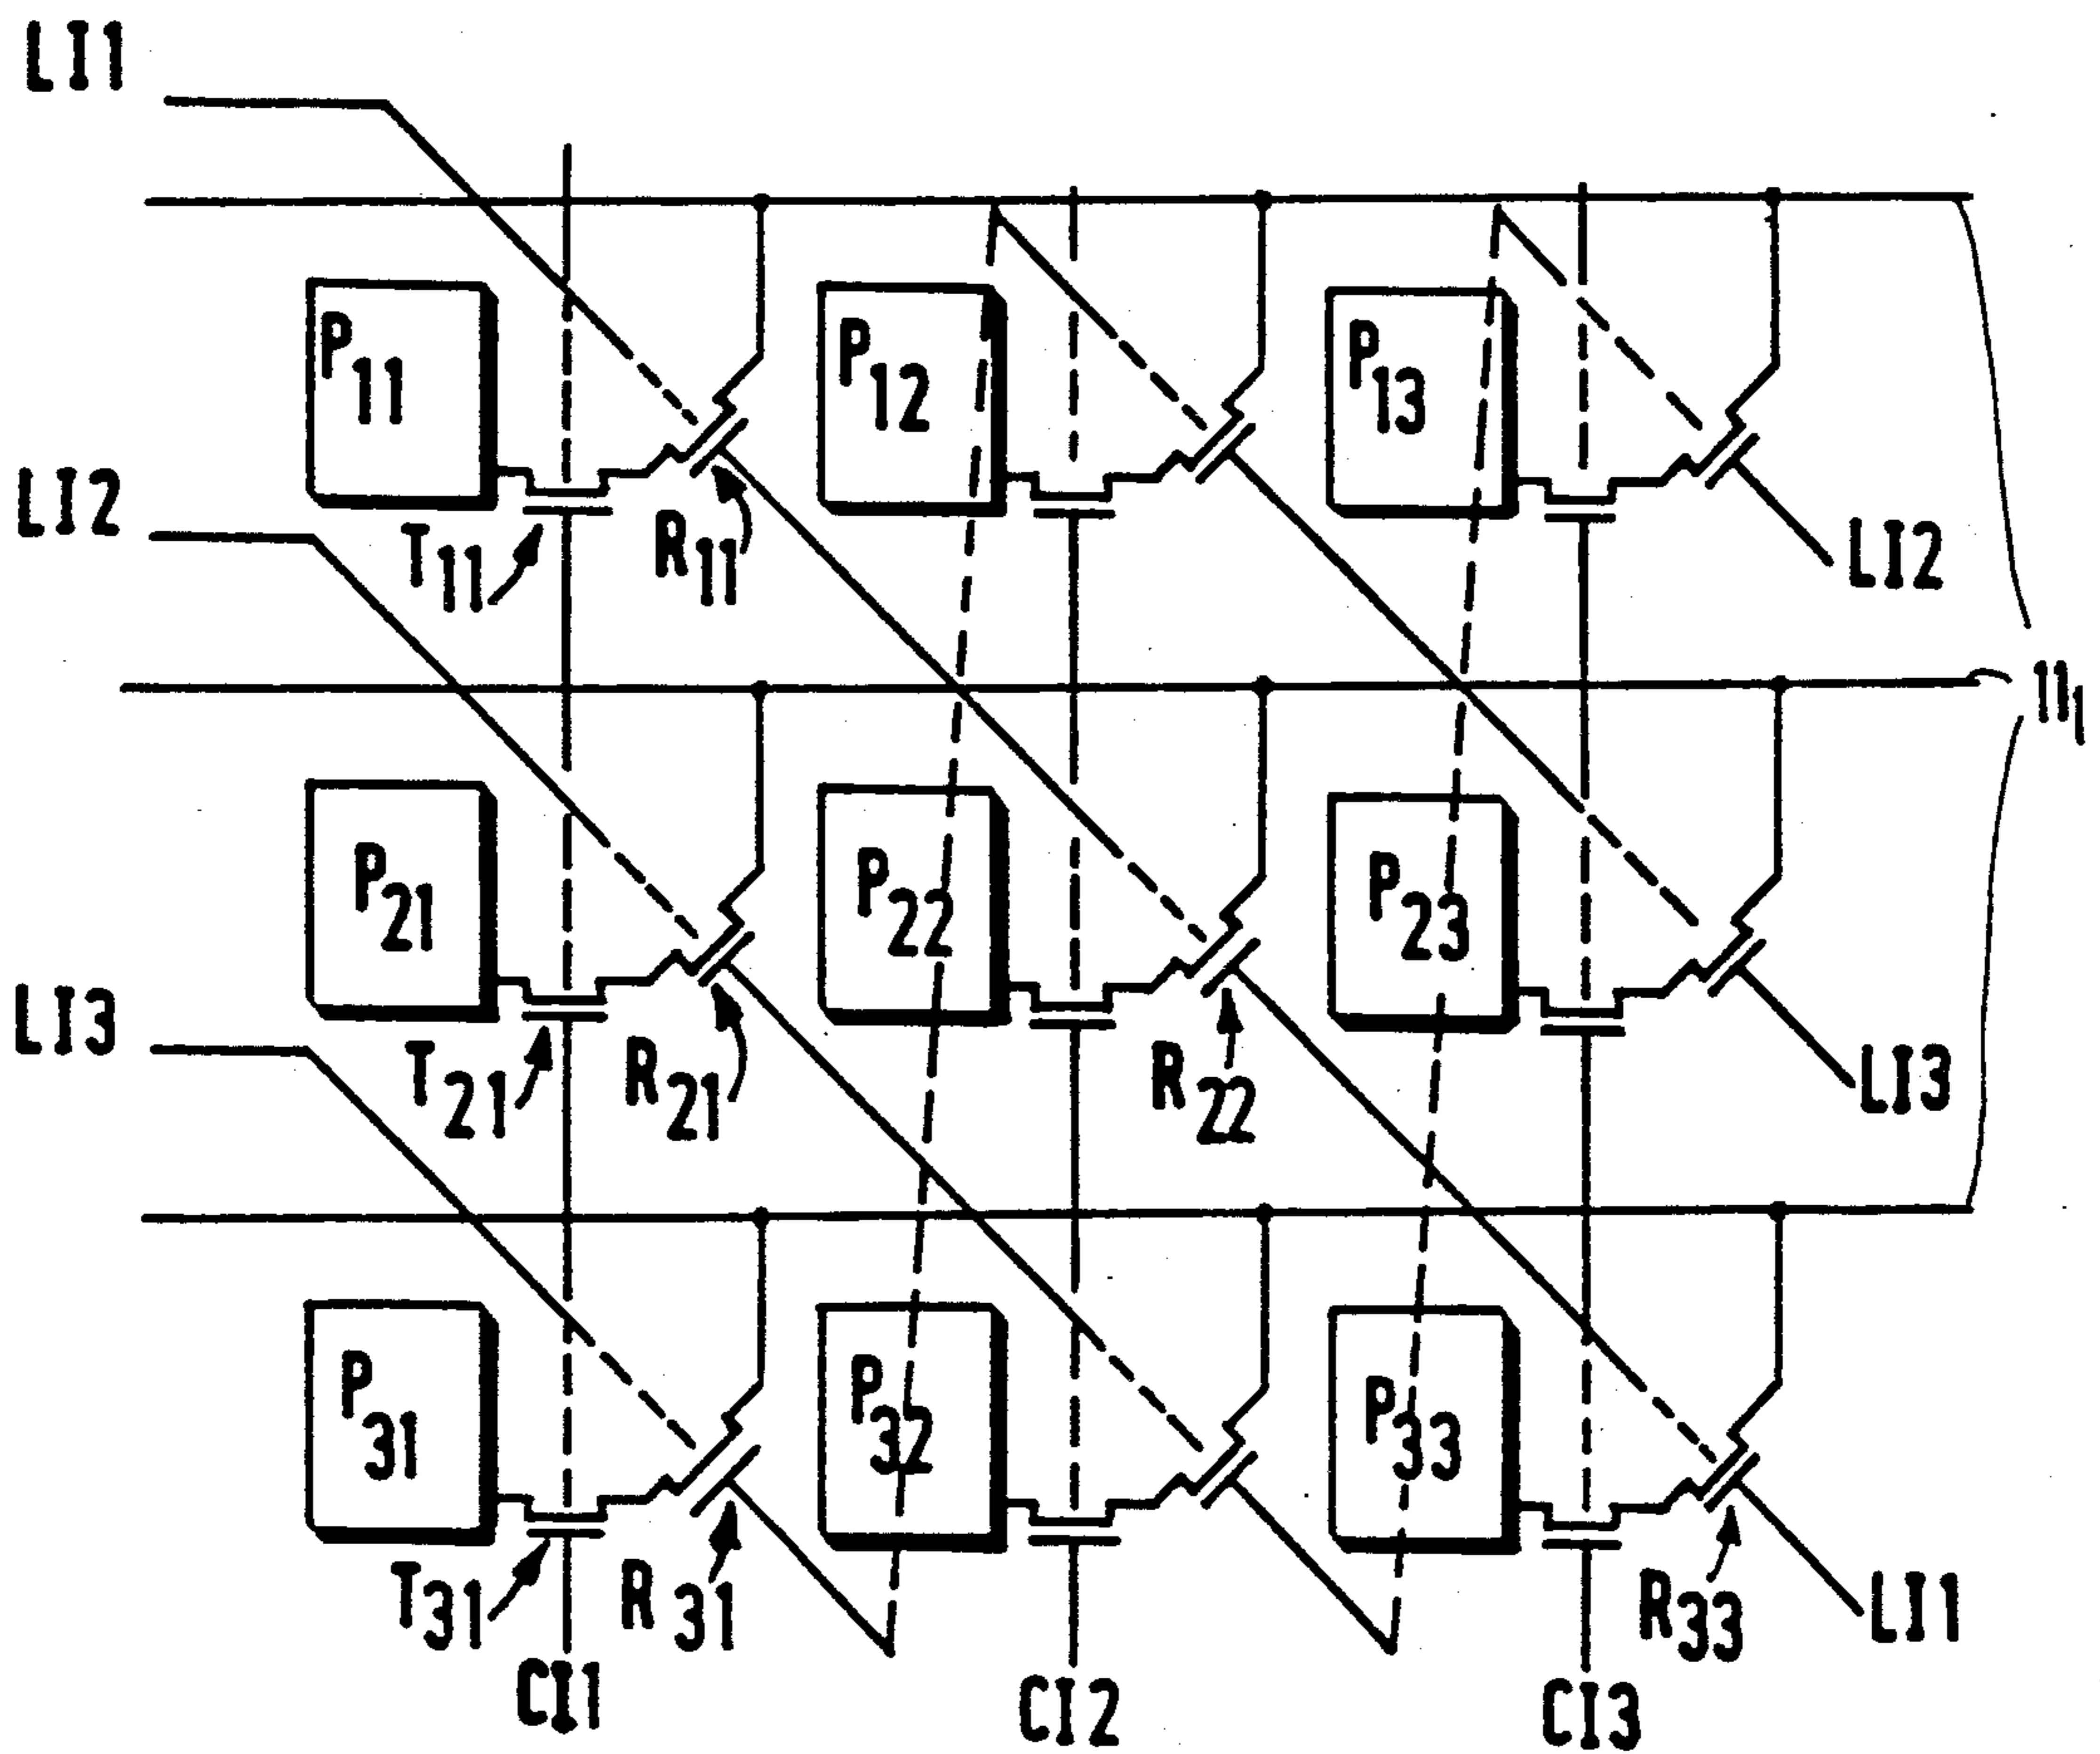 LI1
P11
P12
P13
LI2
T11
R11
LI2
η1
P21
P22
P23
LI3
T21
R21
R22
LI3
P31
P32
P33
T31
R31
R33
LI1
CI1
CI2
CI3